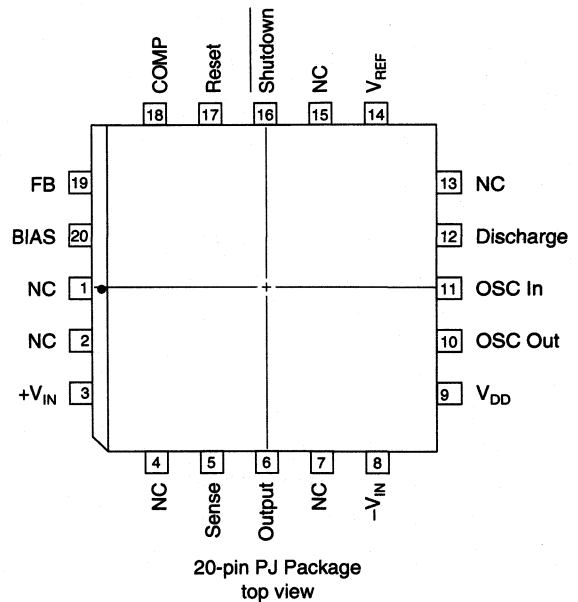 COMP
Reset
Shutdown
NC
VREF
18
17
16
15
14
FB 19
13 NC
BIAS 20
12 Discharge
NC 1
+
11 OSC In
NC 2
10 OSC Out
+VIN 3
9 VDD
4
5
6
7
8
NC
Sense
Output
NC
–VIN
20-pin PJ Package
top view